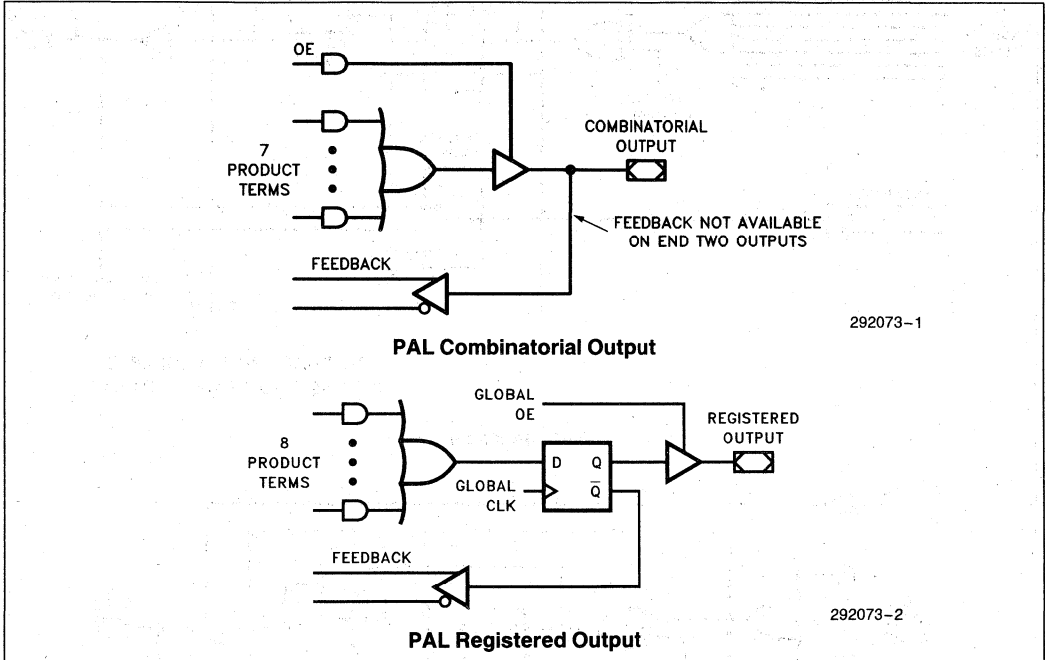 OE
7
PRODUCT
TERMS
COMBINATORIAL
OUTPUT
FEEDBACK NOT AVAILABLE
ON END TWO OUTPUTS
FEEDBACK
292073-1
PAL Combinatorial Output
GLOBAL
OE
REGISTERED
OUTPUT
8
PRODUCT
TERMS
D Q
GLOBAL
CLK
Q̅
FEEDBACK
292073-2
PAL Registered Output